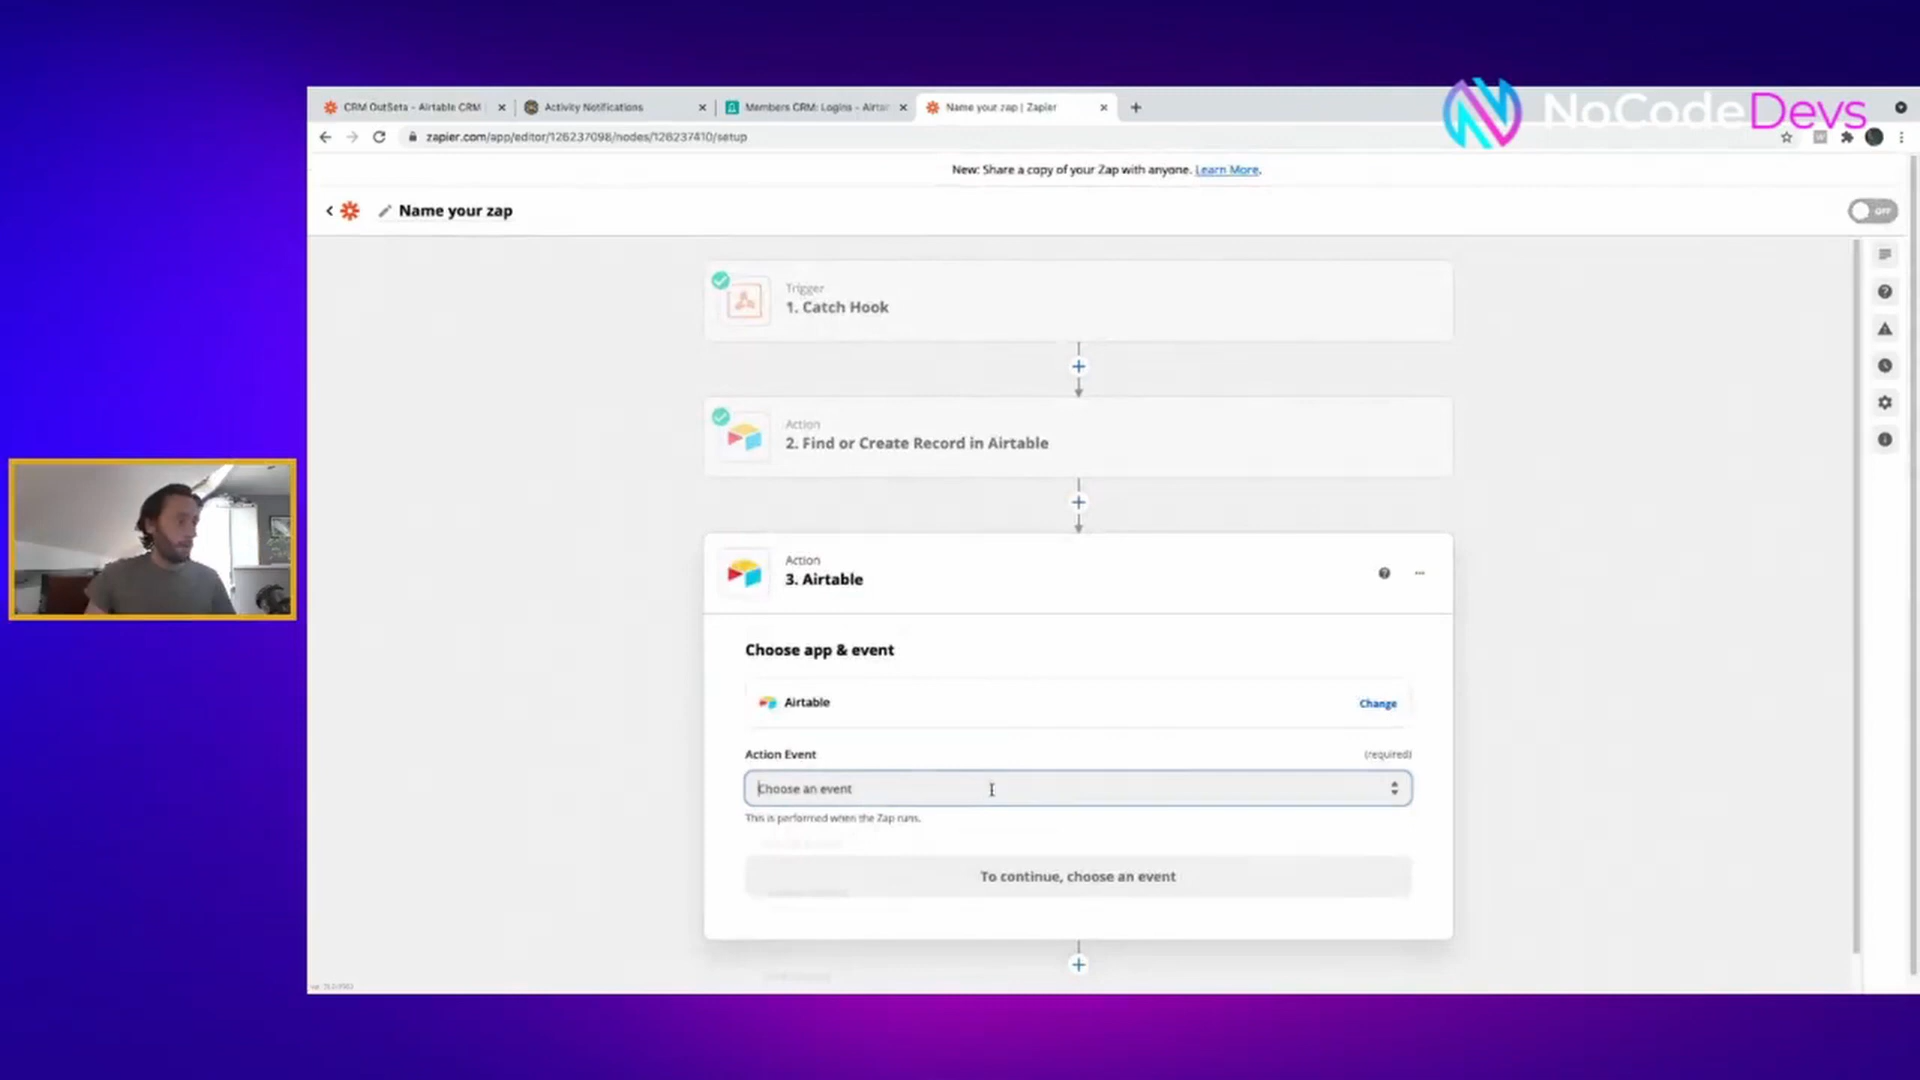 CRM OutSeta - Airtable CRM
Activity Notifications
Members CRM: Logins - Airtab
Name your zap | Zapier
NoCodeDevs
zapier.com/app/editor/126237098/nodes/126237410/setup
New: Share a copy of your Zap with anyone. Learn More.
Name your zap
OFF
Trigger
1. Catch Hook
Action
2. Find or Create Record in Airtable
Action
3. Airtable
Choose app & event
Airtable
Change
Action Event
(required)
Choose an event
This is performed when the Zap runs.
To continue, choose an event